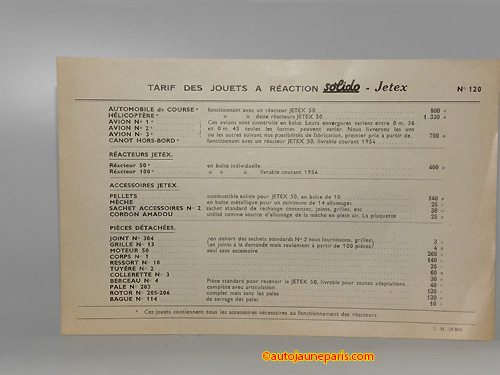 TARIF DES JOUETS A RÉACTION solido - Jetex N° 120
AUTOMOBILE de COURSE * fonctionnant avec un réacteur JETEX 50 800 »
HÉLICOPTÈRE * » » deux réacteurs JETEX 50 1 330 »
AVION N° 1 * Ces avions sont construits en balsa. Leurs envergures varient entre 0 m. 36
AVION N° 2 * et 0 m. 43 seules les formes peuvent varier. Nous livrerons les uns
AVION N° 3 * ou les autres suivant nos possibilités de fabrication, premier prix à partir de 750 »
CANOT HORS-BORD * fonctionnant avec un réacteur JETEX 50, livrable courant 1954
RÉACTEURS JETEX.
Réacteur 50 * en boite individuelle 400 »
Réacteur 100 * » » » livrable courant 1954
ACCESSOIRES JETEX.
PELLETS combustible solide pour JETEX 50, en boîte de 10 140 »
MÈCHE en boîte métallique pour un minimum de 14 allumages 25 »
SACHET ACCESSOIRES N° 2 sachet standard de rechange contenant, joints, grilles, etc 30 »
CORDON AMADOU utilisé comme source d'allumage de la mèche en plein air. La plaquette 25 »
PIÈCES DÉTACHÉES.
JOINT N° 304 (en dehors des sachets standards N° 2 nous fournissons, grilles) 3 »
GRILLE N° 13 (et joints à la demande mais seulement à partir de 100 pièces) 4 »
MOTEUR 50 seul sans accessoire 265 »
CORPS N° 1 140 »
RESSORT N° 10 25 »
TUYÈRE N° 2 60 »
COLLERETTE N° 3 30 »
BERCEAU N° 4 Pièce standard pour recevoir le JETEX 50, livrable pour toutes adaptations 40 »
PALE N° 203 complète avec articulation 120 »
ROTOR N° 205-206 complet mais sans les pales 120 »
BAGUE N° 114 de serrage des pales 10 »
* Ces jouets contiennent tous les accessoires nécessaires au fonctionnement des réacteurs.
©autojauneparis.com